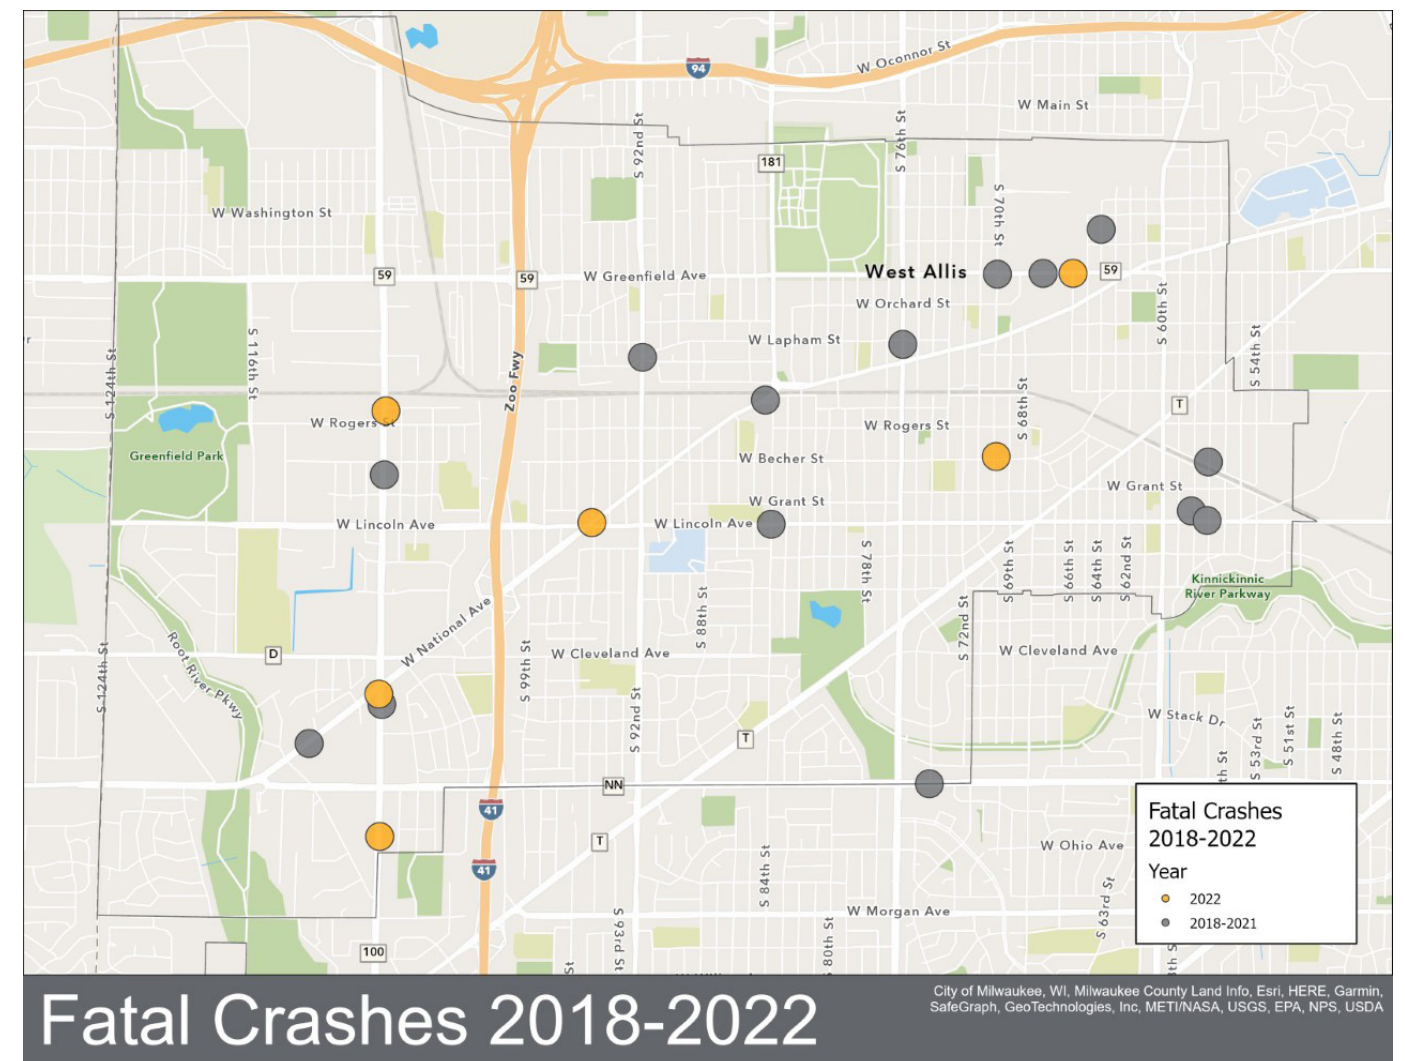 94
W Oconnor St
W Main St
S 92nd St
S 76th St
181
S 70th St
W Washington St
59
59
W Greenfield Ave
West Allis
59
W Orchard St
S 60th St
S 116th St
W Lapham St
S 54th St
S 124th St
Zoo Fwy
S 68th St
T
W Rogers St
W Rogers St
Greenfield Park
W Becher St
W Grant St
W Grant St
W Lincoln Ave
W Lincoln Ave
S 78th St
S 69th St
S 66th St
S 64th St
S 62nd St
Kinnickinnic
River Parkway
S 88th St
W National Ave
S 72nd St
Root River Pkwy
D
S 124th St
S 99th St
W Cleveland Ave
W Cleveland Ave
S 92nd St
W Stack Dr
S 53rd St
S 51st St
S 48th St
T
th St
NN
41
T
41
S 84th St
W Ohio Ave
S 63rd St
W Morgan Ave
S 93rd St
S 80th St
100
St
8th S
Fatal Crashes
2018-2022
Year
2022
2018-2021
Fatal Crashes 2018-2022
City of Milwaukee, WI, Milwaukee County Land Info, Esri, HERE, Garmin,
SafeGraph, GeoTechnologies, Inc, METI/NASA, USGS, EPA, NPS, USDA